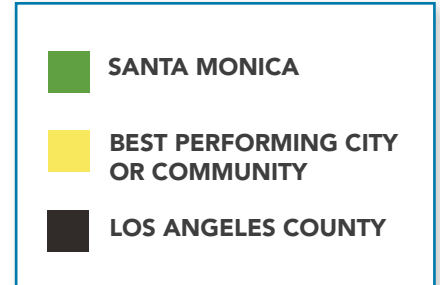 SANTA MONICA
BEST PERFORMING CITY
OR COMMUNITY
LOS ANGELES COUNTY